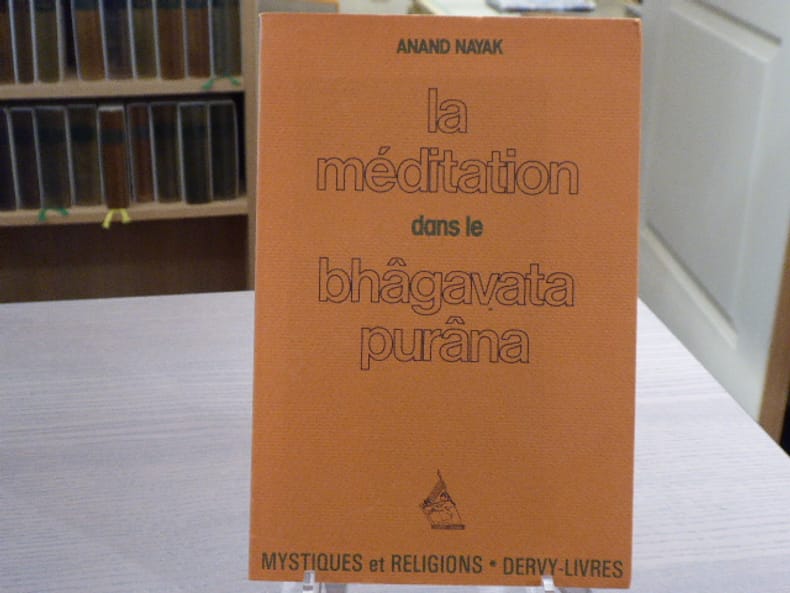 ANAND NAYAK
la
méditation
dans le
bhâgavata
purâna
MYSTIQUES et RELIGIONS • DERVY-LIVRES